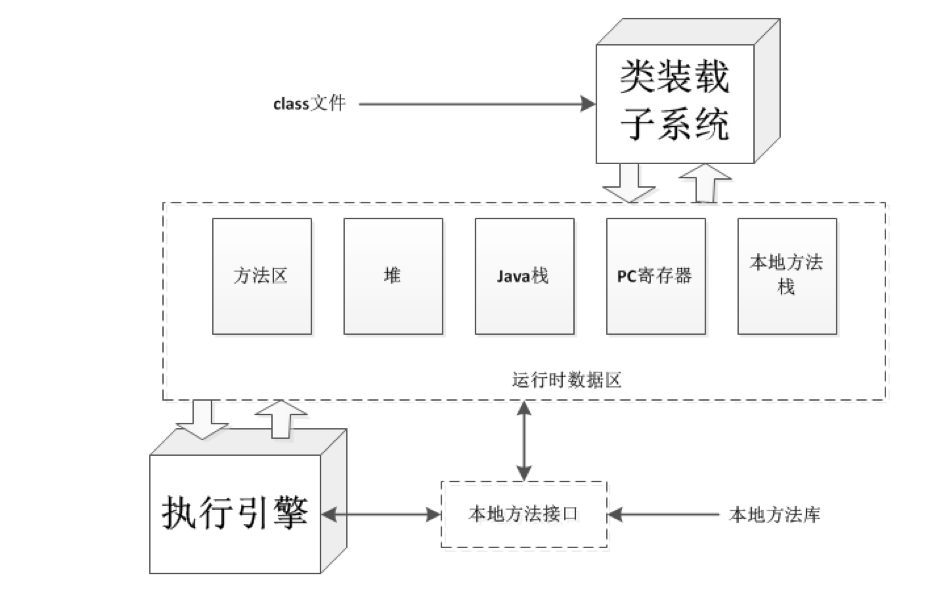 类装载
子系统
class文件
方法区
堆
Java栈
PC寄存器
本地方法
栈
运行时数据区
执行引擎
本地方法接口
本地方法库